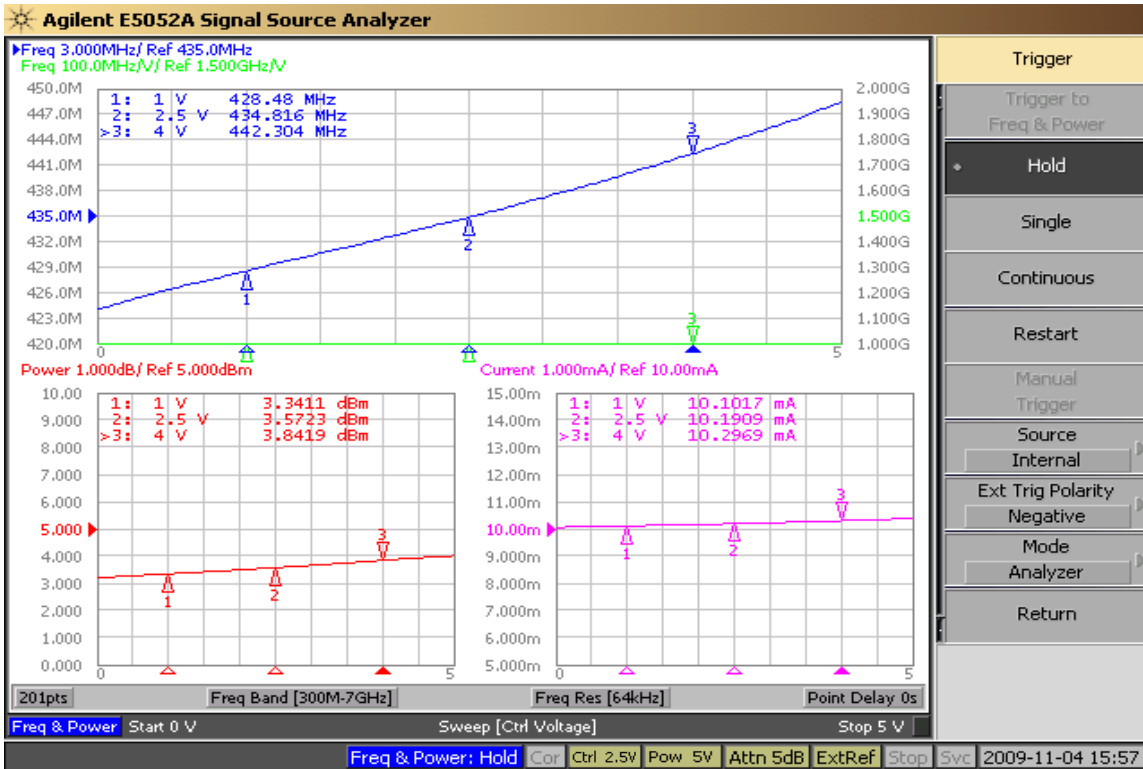 Agilent E5052A Signal Source Analyzer
Freq 3.000MHz/ Ref 435.0MHz
Freq 100.0MHz/V/ Ref 1.500GHz/V
450.0M
447.0M
444.0M
441.0M
438.0M
435.0M
432.0M
429.0M
426.0M
423.0M
420.0M
1: 1 V 428.48 MHz
2: 2.5 V 434.816 MHz
>3: 4 V 442.304 MHz
1
2
3
3
0
5
2.000G
1.900G
1.800G
1.700G
1.600G
1.500G
1.400G
1.300G
1.200G
1.100G
1.000G
Power 1.000dB/ Ref 5.000dBm
10.00
9.000
8.000
7.000
6.000
5.000
4.000
3.000
2.000
1.000
0.000
1: 1 V 3.3411 dBm
2: 2.5 V 3.5723 dBm
>3: 4 V 3.8419 dBm
1
2
3
0
5
Current 1.000mA/ Ref 10.00mA
15.00m
14.00m
13.00m
12.00m
11.00m
10.00m
9.000m
8.000m
7.000m
6.000m
5.000m
1: 1 V 10.1017 mA
2: 2.5 V 10.1909 mA
>3: 4 V 10.2969 mA
1
2
3
0
5
201pts
Freq Band [300M-7GHz]
Freq Res [64kHz]
Point Delay 0s
Freq & Power Start 0 V
Sweep [Ctrl Voltage]
Stop 5 V
Trigger
Trigger to
Freq & Power
Hold
Single
Continuous
Restart
Manual
Trigger
Source
Internal
Ext Trig Polarity
Negative
Mode
Analyzer
Return
Freq & Power: Hold Cor Ctrl 2.5V Pow 5V Attn 5dB ExtRef Stop Svc 2009-11-04 15:57